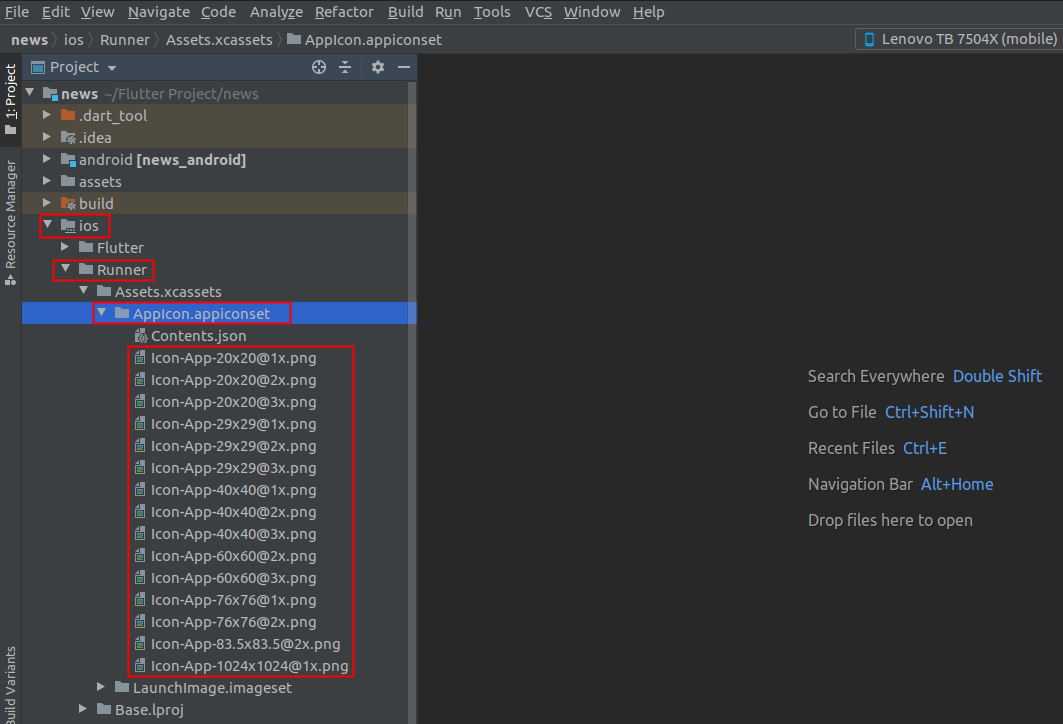 File Edit View Navigate Code Analyze Refactor Build Run Tools VCS Window Help
news ios Runner Assets.xcassets AppIcon.appiconset Lenovo TB 7504X (mobile)
1: Project
Resource Manager
Build Variants
Project
news ~/Flutter Project/news
.dart_tool
.idea
android [news_android]
assets
build
ios
Flutter
Runner
Assets.xcassets
AppIcon.appiconset
Contents.json
Icon-App-20x20@1x.png
Icon-App-20x20@2x.png
Icon-App-20x20@3x.png
Icon-App-29x29@1x.png
Icon-App-29x29@2x.png
Icon-App-29x29@3x.png
Icon-App-40x40@1x.png
Icon-App-40x40@2x.png
Icon-App-40x40@3x.png
Icon-App-60x60@2x.png
Icon-App-60x60@3x.png
Icon-App-76x76@1x.png
Icon-App-76x76@2x.png
Icon-App-83.5x83.5@2x.png
Icon-App-1024x1024@1x.png
LaunchImage.imageset
Base.lproj
Search Everywhere Double Shift
Go to File Ctrl+Shift+N
Recent Files Ctrl+E
Navigation Bar Alt+Home
Drop files here to open